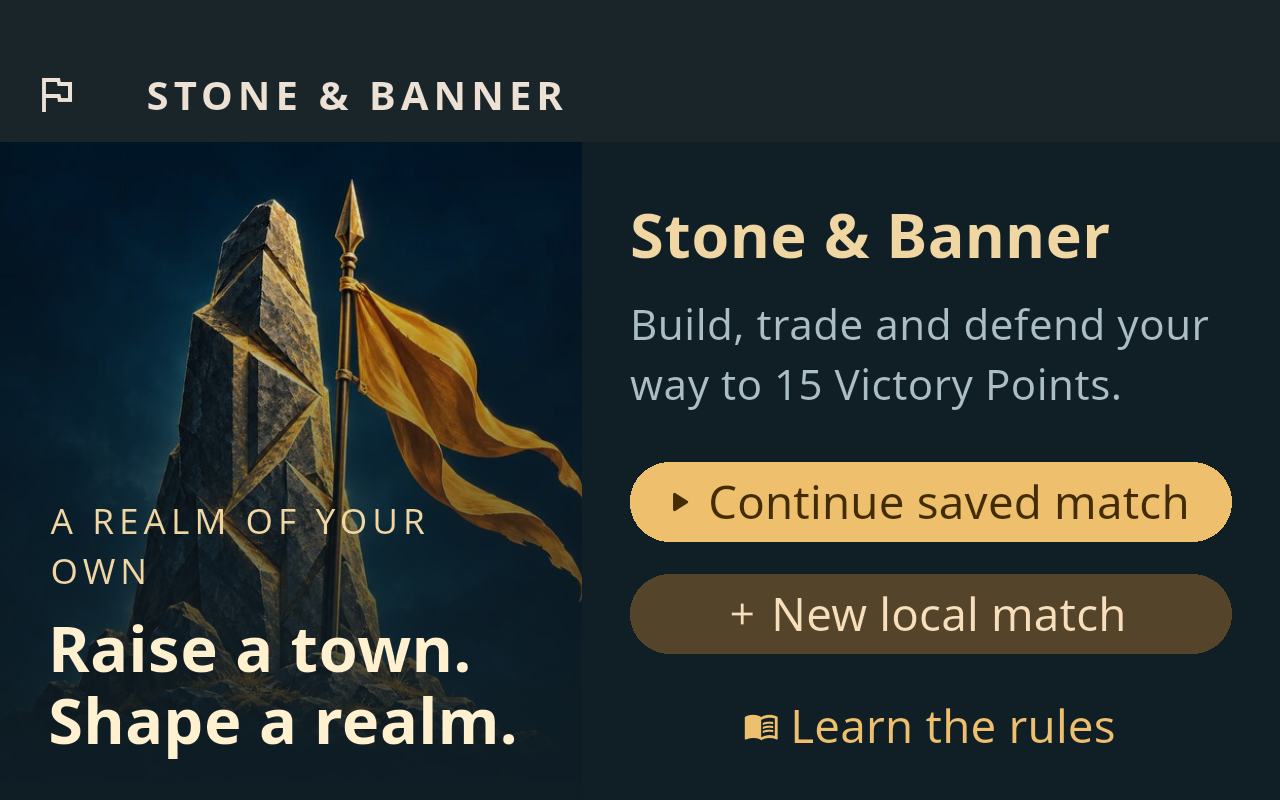 STONE & BANNER
A REALM OF YOUR
OWN
Raise a town.
Shape a realm.
Stone & Banner
Build, trade and defend your
way to 15 Victory Points.
Continue saved match
+ New local match
Learn the rules